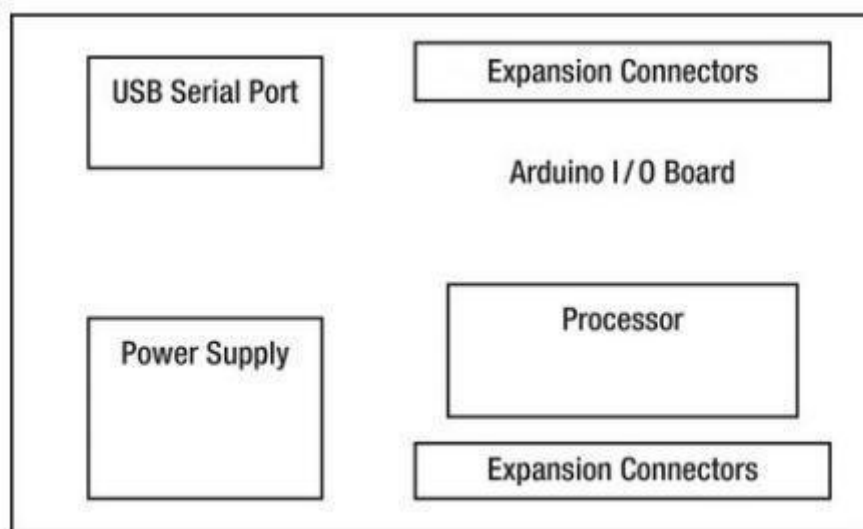 USB Serial Port
Expansion Connectors
Arduino I/O Board
Power Supply
Processor
Expansion Connectors